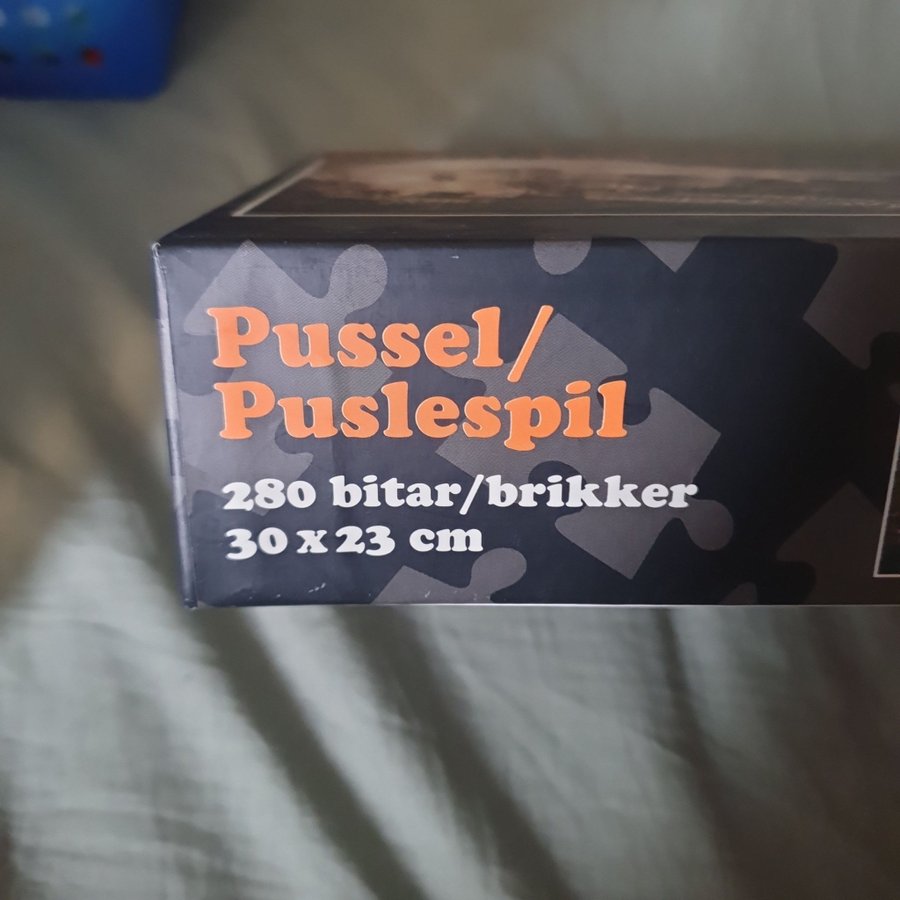 Pussel/
Puslespil
280 bitar/brikker
30 x 23 cm